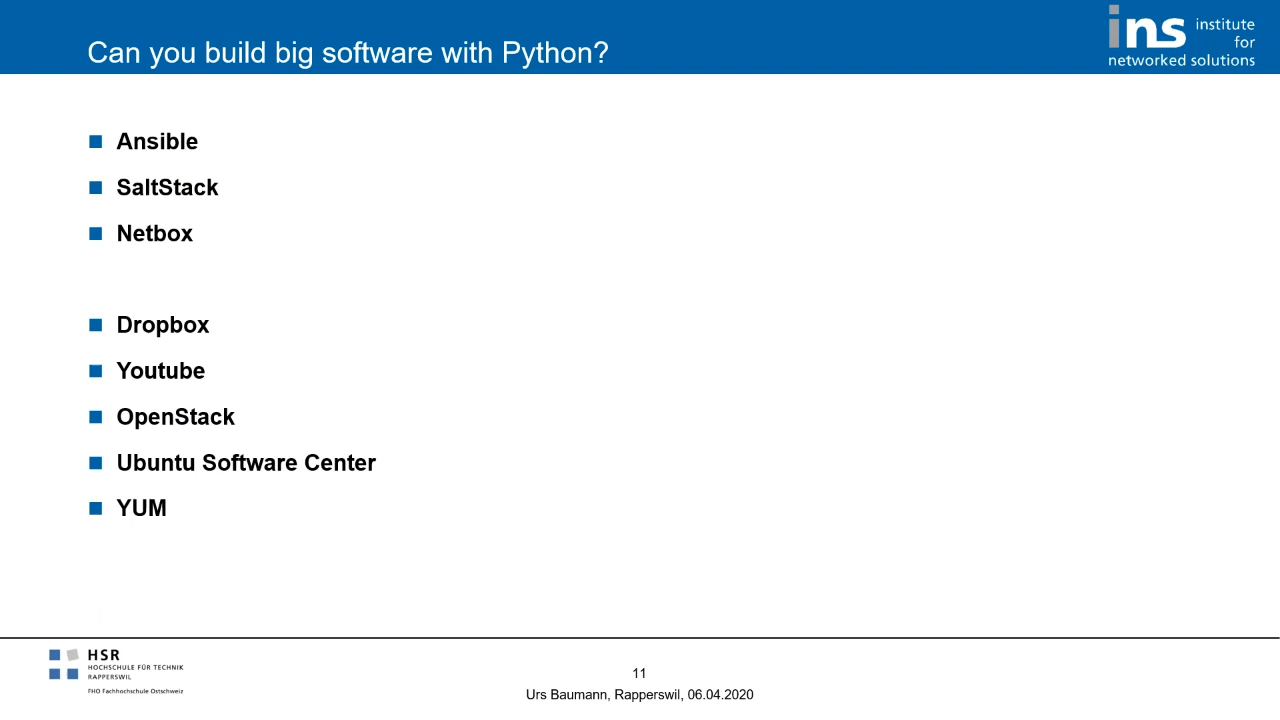 Can you build big software with Python?
ins institute
for
networked solutions
Ansible
SaltStack
Netbox
Dropbox
Youtube
OpenStack
Ubuntu Software Center
YUM
HSR
HOCHSCHULE FÜR TECHNIK
RAPPERSWIL
FHO Fachhochschule Ostschweiz
11
Urs Baumann, Rapperswil, 06.04.2020